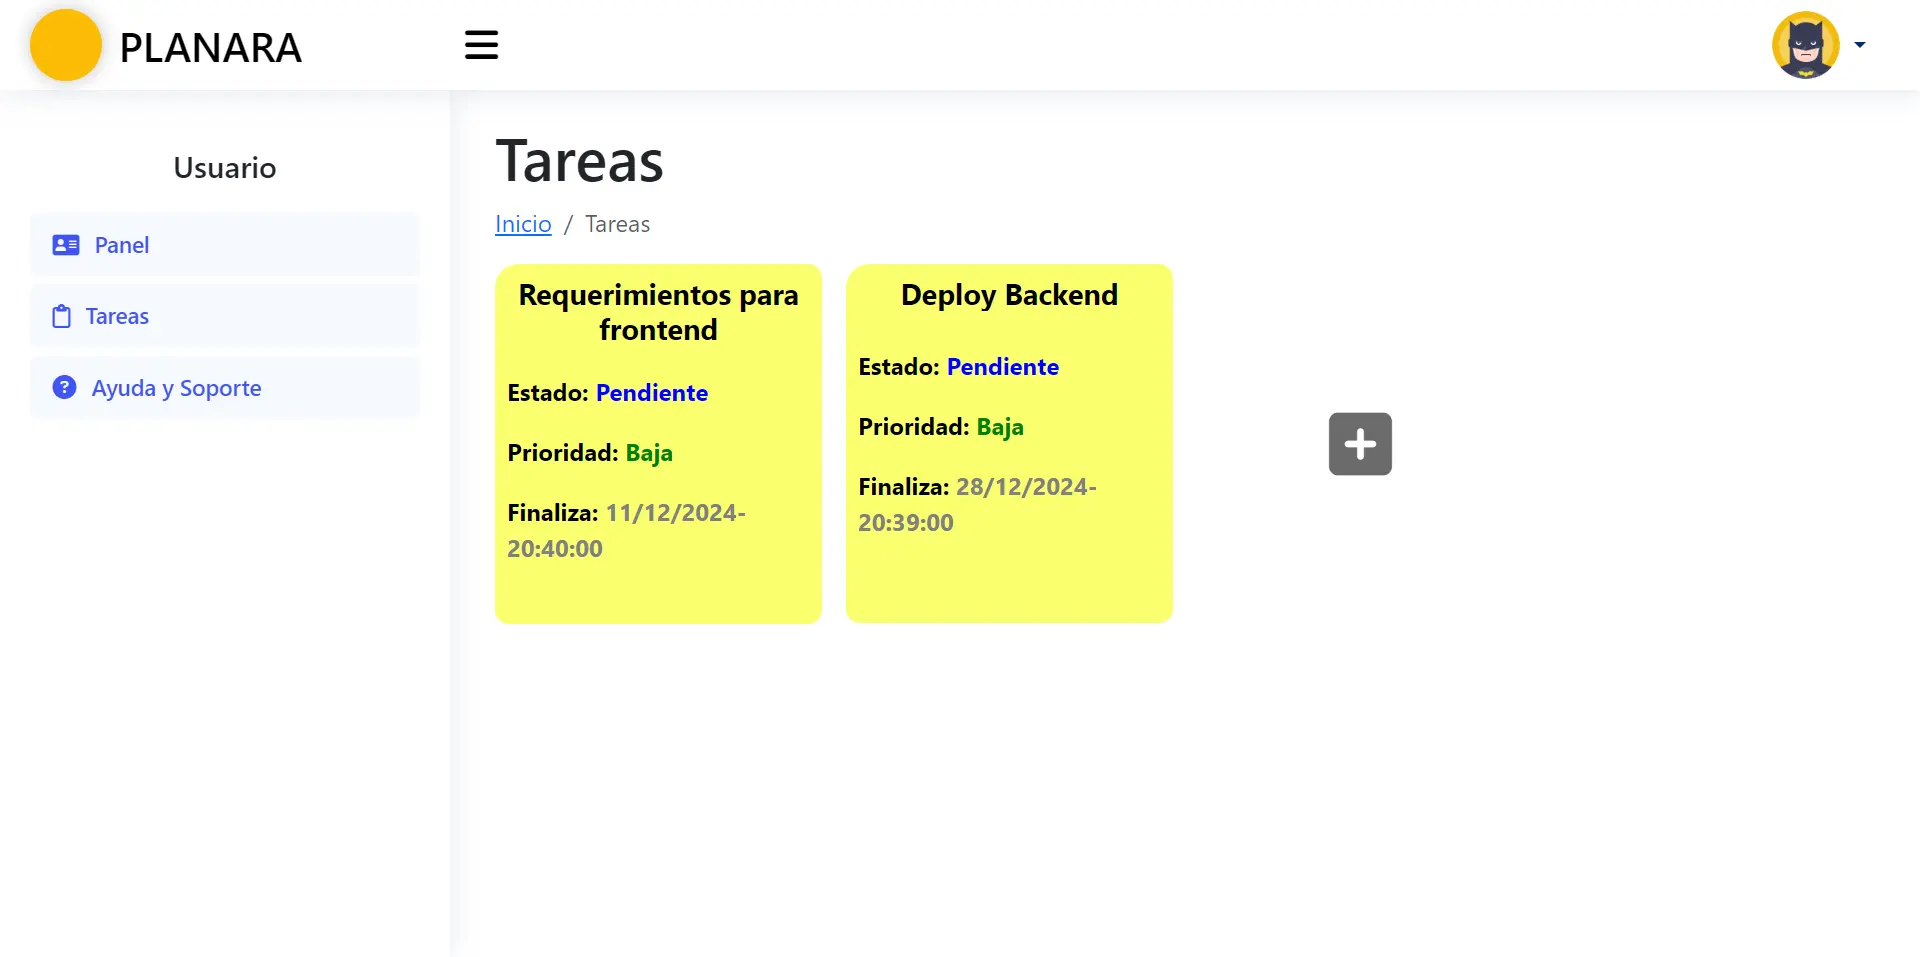 PLANARA
Usuario
Panel
Tareas
Ayuda y Soporte
Tareas
Inicio / Tareas
Requerimientos para
frontend
Estado: Pendiente
Prioridad: Baja
Finaliza: 11/12/2024-
20:40:00
Deploy Backend
Estado: Pendiente
Prioridad: Baja
Finaliza: 28/12/2024-
20:39:00